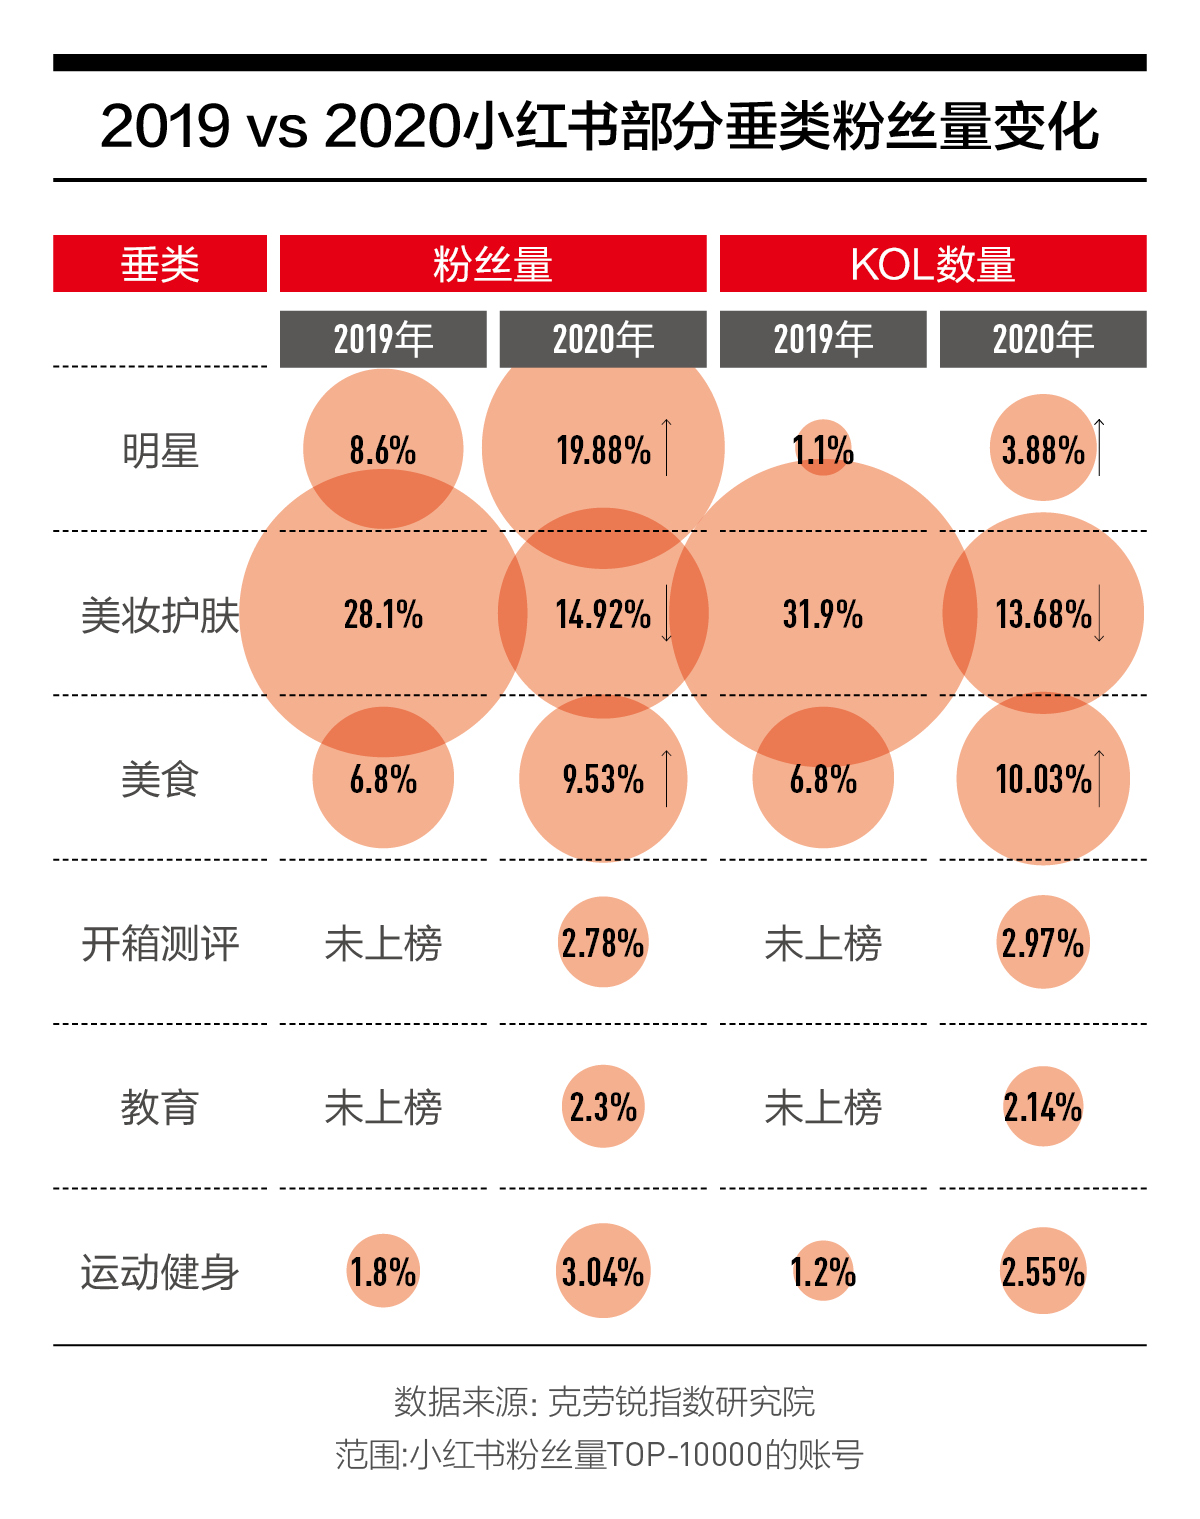 2019 vs 2020小红书部分垂类粉丝量变化
垂类 粉丝量 KOL数量
2019年 2020年 2019年 2020年
明星 8.6% 19.88% 1.1% 3.88%
美妆护肤 28.1% 14.92% 31.9% 13.68%
美食 6.8% 9.53% 6.8% 10.03%
开箱测评 未上榜 2.78% 未上榜 2.97%
教育 未上榜 2.3% 未上榜 2.14%
运动健身 1.8% 3.04% 1.2% 2.55%
数据来源: 克劳锐指数研究院
范围:小红书粉丝量TOP-10000的账号